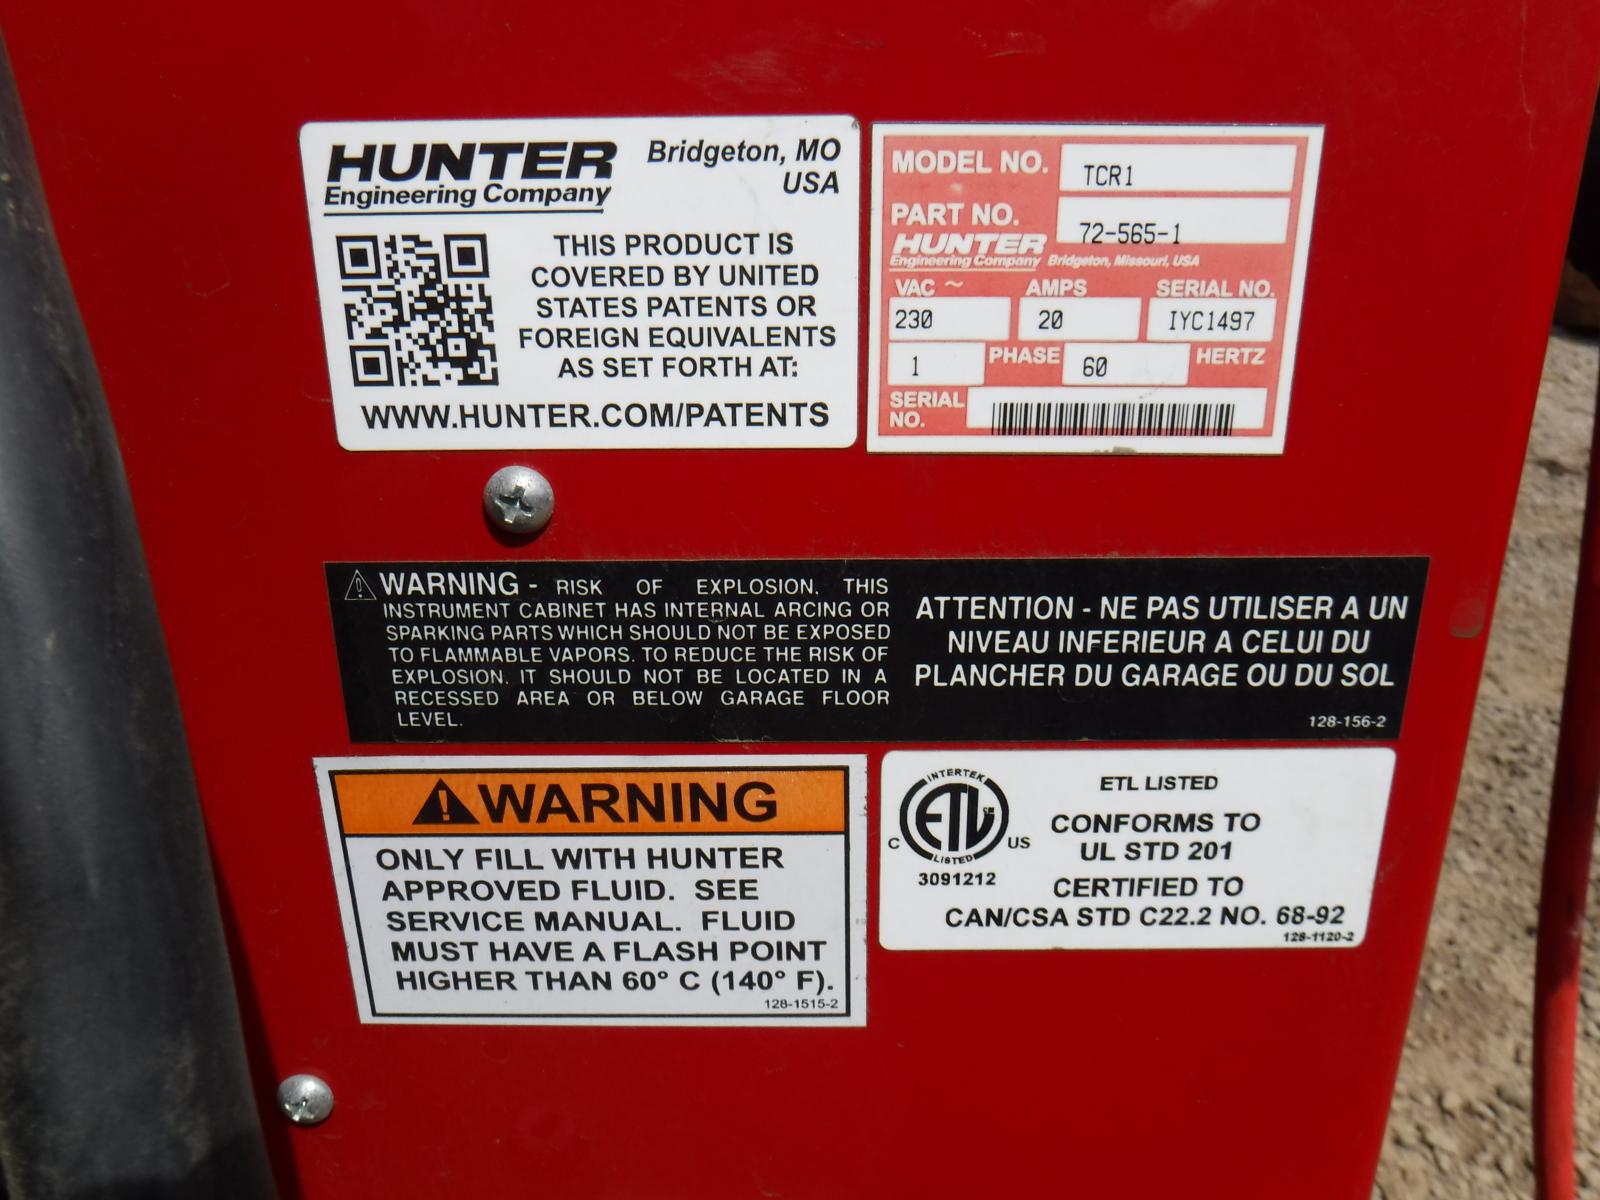 HUNTER
Engineering Company
Bridgeton, MO
USA
THIS PRODUCT IS
COVERED BY UNITED
STATES PATENTS OR
FOREIGN EQUIVALENTS
AS SET FORTH AT:
WWW.HUNTER.COM/PATENTS
MODEL NO. TCR1
PART NO. 72-565-1
HUNTER
Engineering Company Bridgeton, Missouri, USA
VAC ~ AMPS SERIAL NO.
230 20 IYC1497
1 PHASE 60 HERTZ
SERIAL
NO.
WARNING - RISK OF EXPLOSION. THIS
INSTRUMENT CABINET HAS INTERNAL ARCING OR
SPARKING PARTS WHICH SHOULD NOT BE EXPOSED
TO FLAMMABLE VAPORS. TO REDUCE THE RISK OF
EXPLOSION. IT SHOULD NOT BE LOCATED IN A
RECESSED AREA OR BELOW GARAGE FLOOR
LEVEL.
ATTENTION - NE PAS UTILISER A UN
NIVEAU INFERIEUR A CELUI DU
PLANCHER DU GARAGE OU DU SOL
128-156-2
WARNING
ONLY FILL WITH HUNTER
APPROVED FLUID. SEE
SERVICE MANUAL. FLUID
MUST HAVE A FLASH POINT
HIGHER THAN 60° C (140° F).
128-1515-2
INTERTEK
ETL
LISTED
C US
3091212
ETL LISTED
CONFORMS TO
UL STD 201
CERTIFIED TO
CAN/CSA STD C22.2 NO. 68-92
128-1120-2